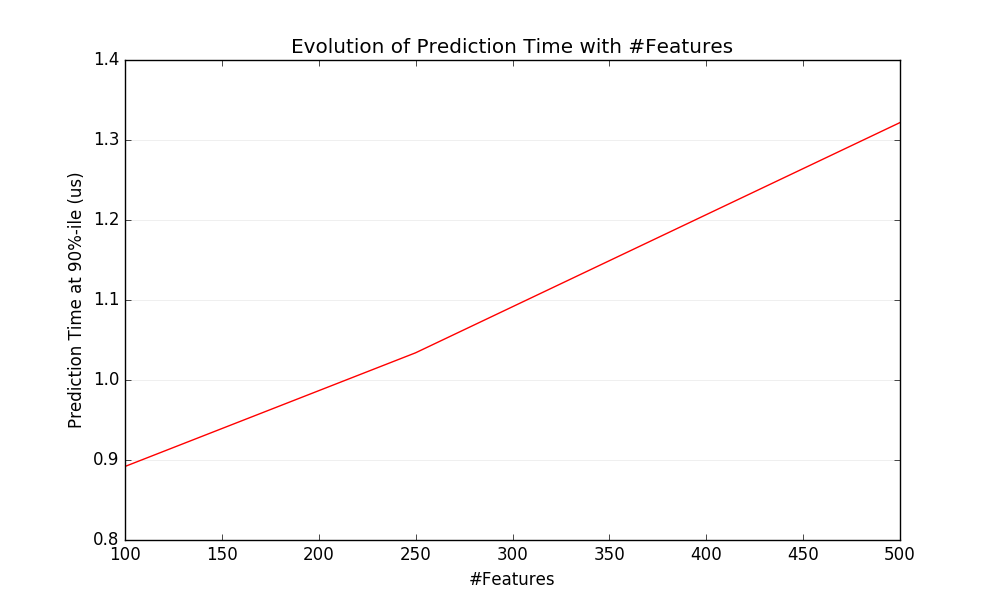 Evolution of Prediction Time with #Features
Prediction Time at 90%-ile (us)
1.4
1.3
1.2
1.1
1.0
0.9
0.8
100 150 200 250 300 350 400 450 500
#Features